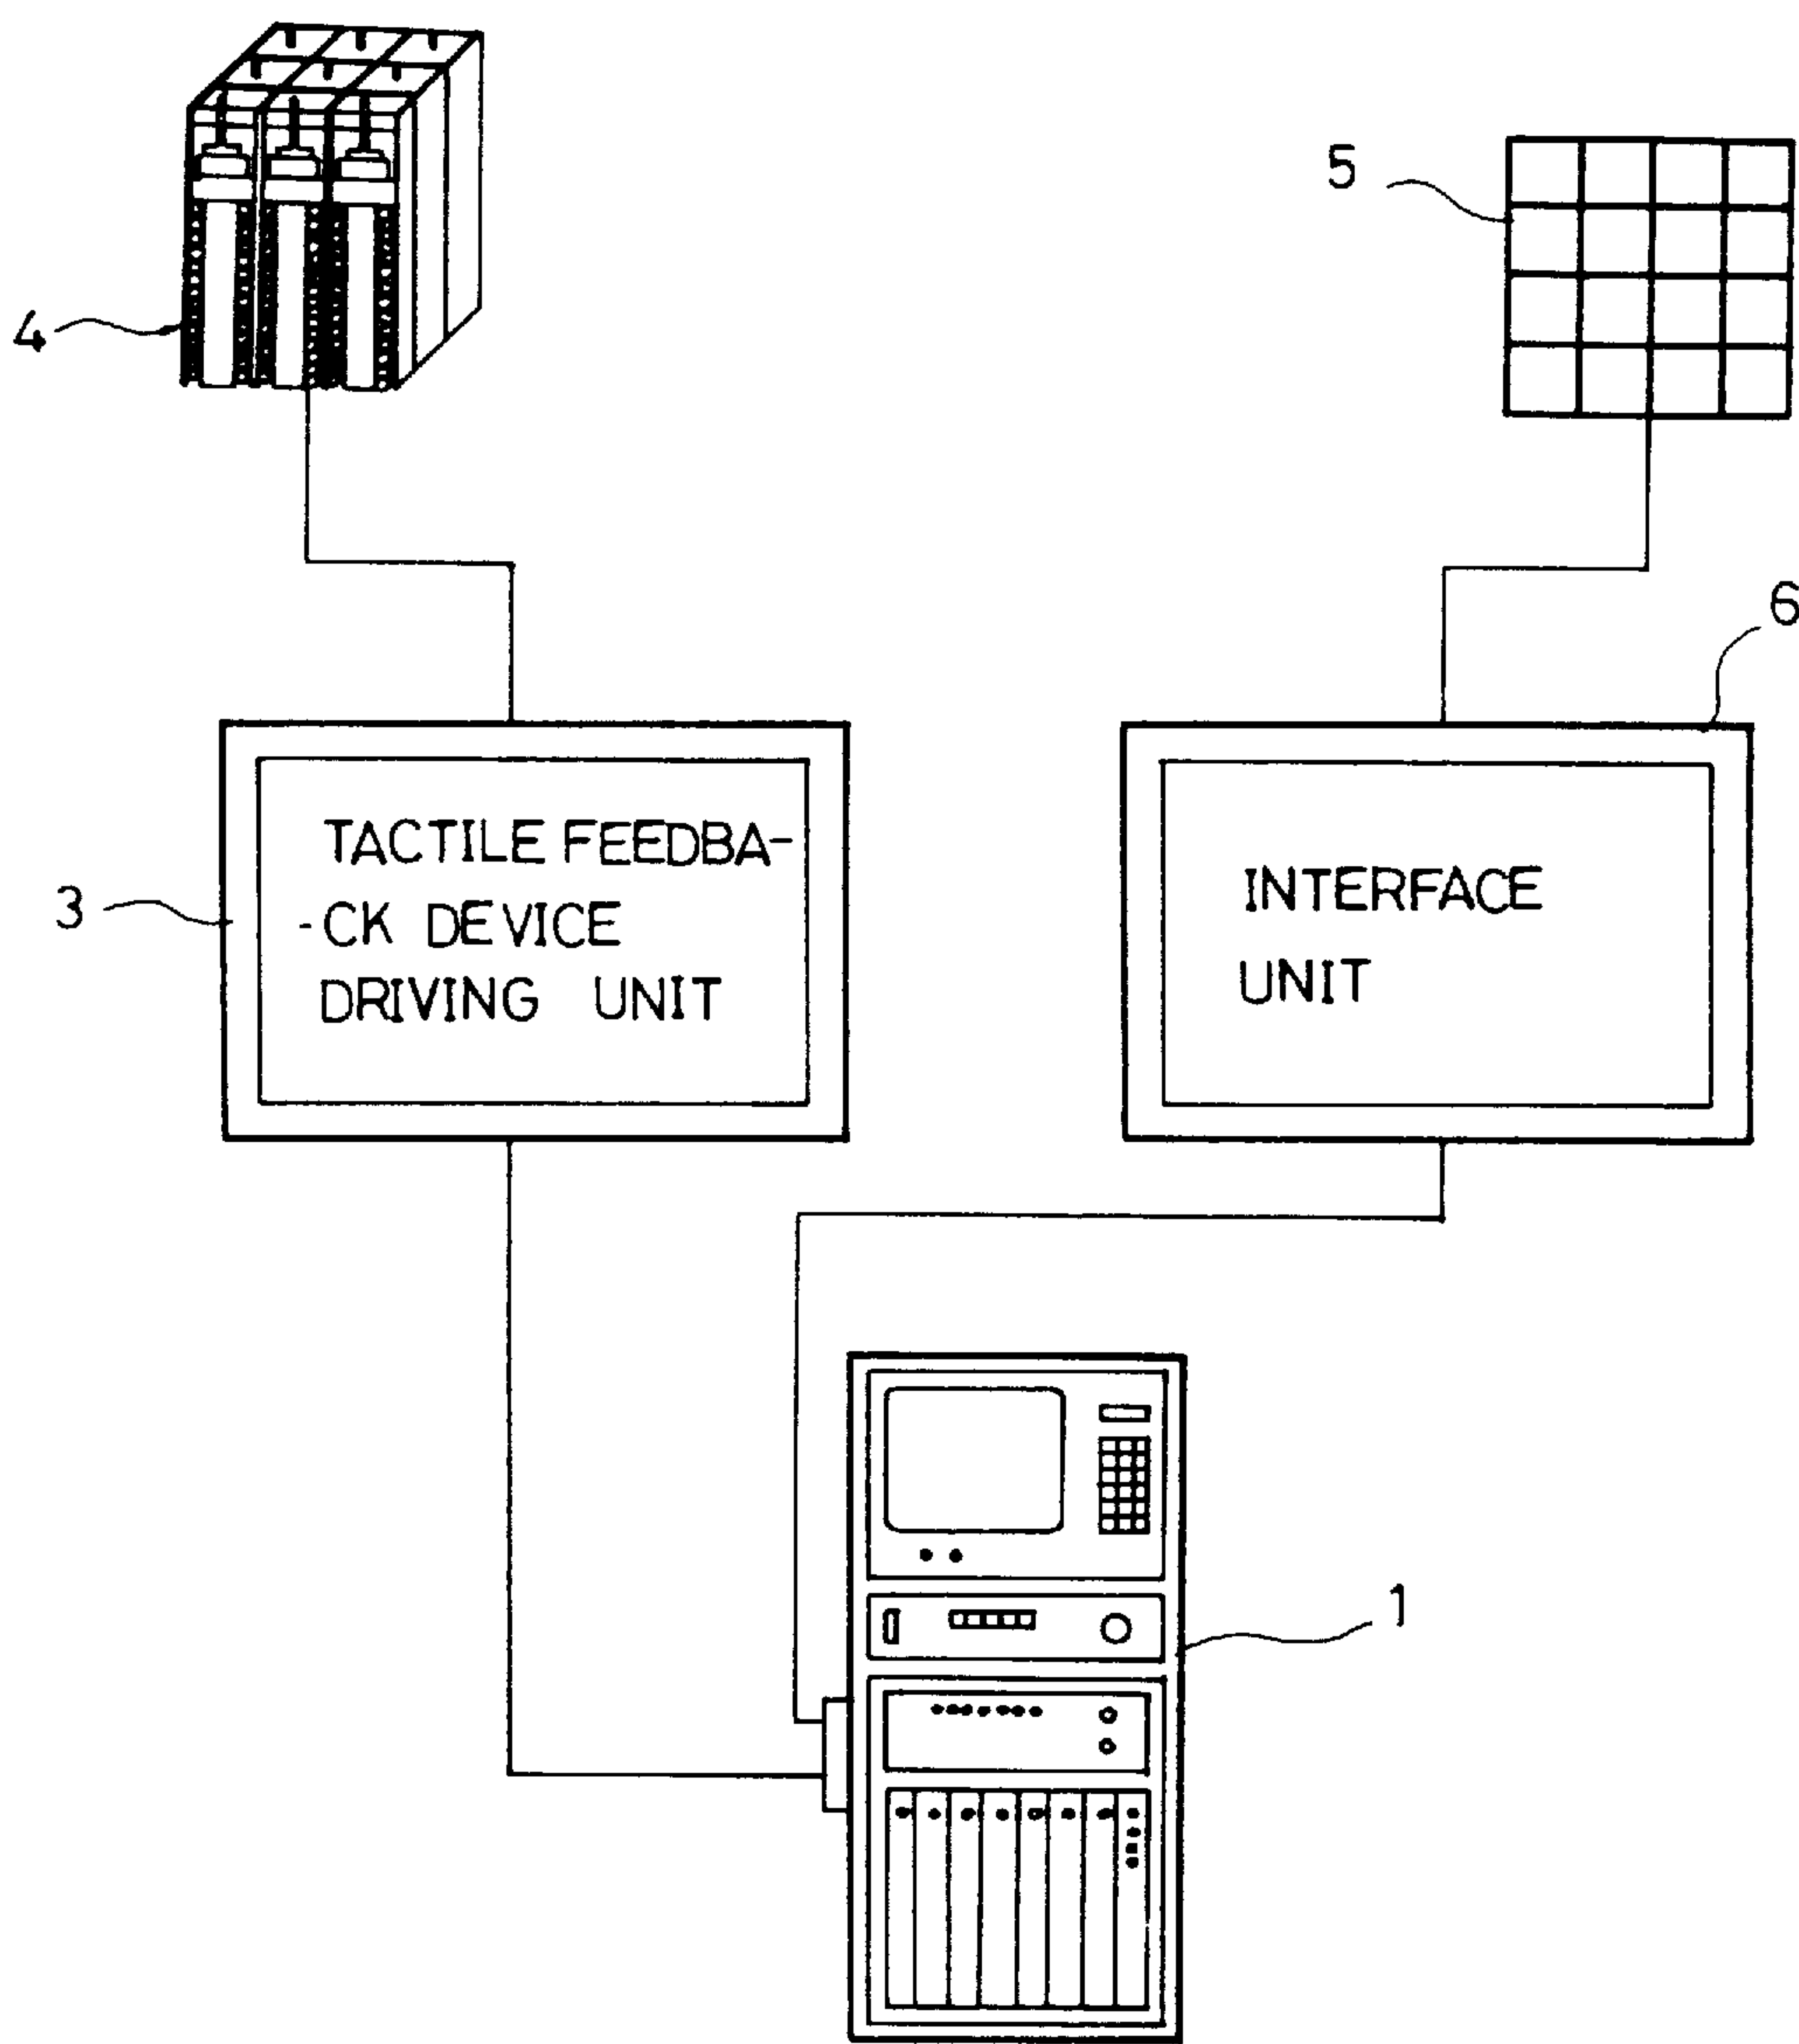 5
4
6
TACTILE FEEDBA-
-CK DEVICE
DRIVING UNIT
3
INTERFACE
UNIT
1